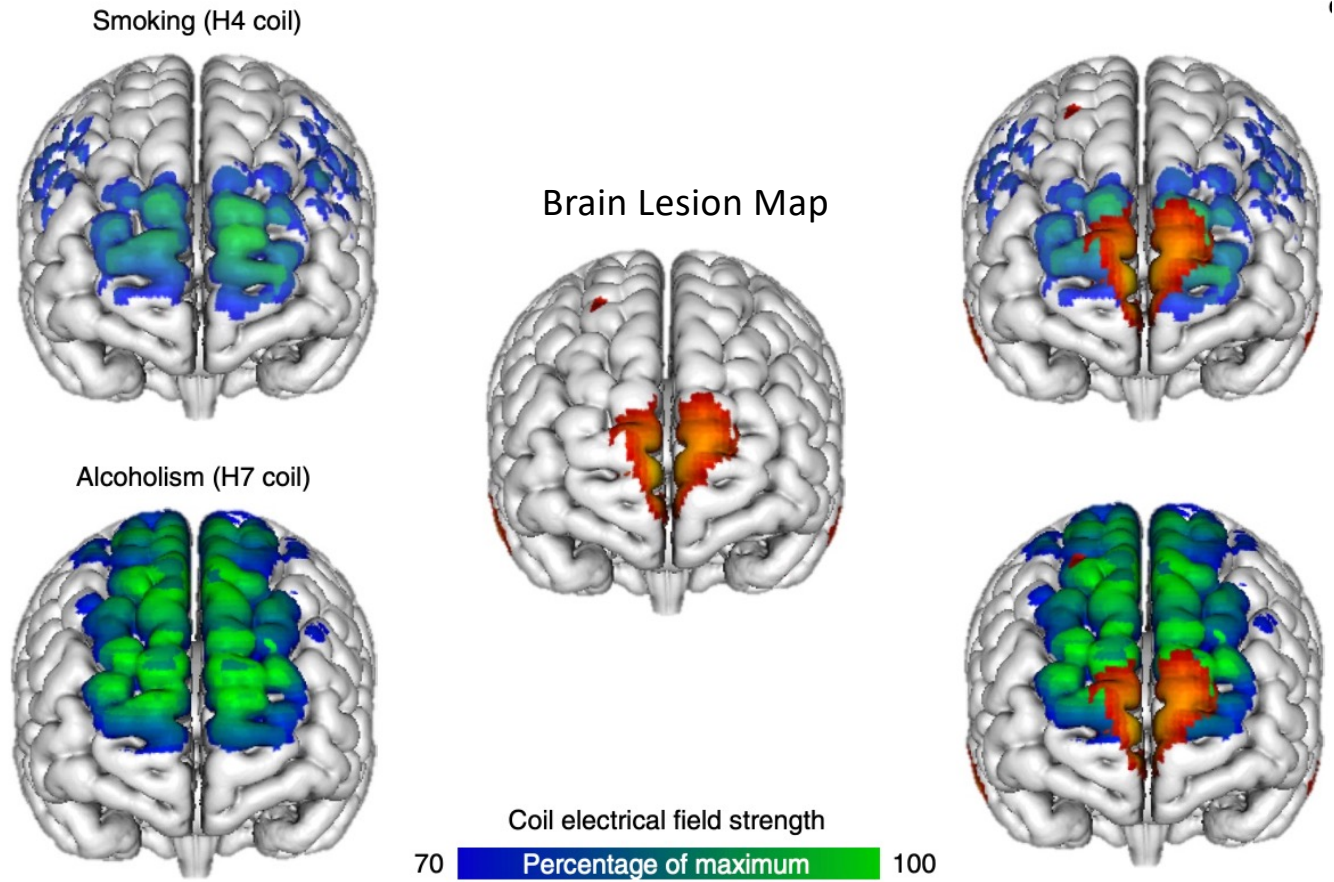 Smoking (H4 coil)
Brain Lesion Map
Alcoholism (H7 coil)
Coil electrical field strength
70 Percentage of maximum 100